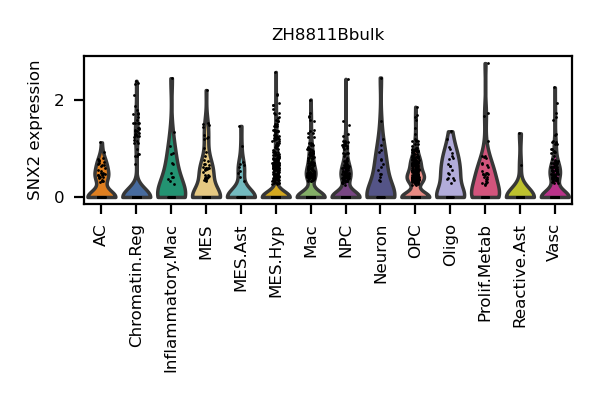 ZH8811Bbulk
SNX2 expression
2
0
AC
Chromatin.Reg
Inflammatory.Mac
MES
MES.Ast
MES.Hyp
Mac
NPC
Neuron
OPC
Oligo
Prolif.Metab
Reactive.Ast
Vasc